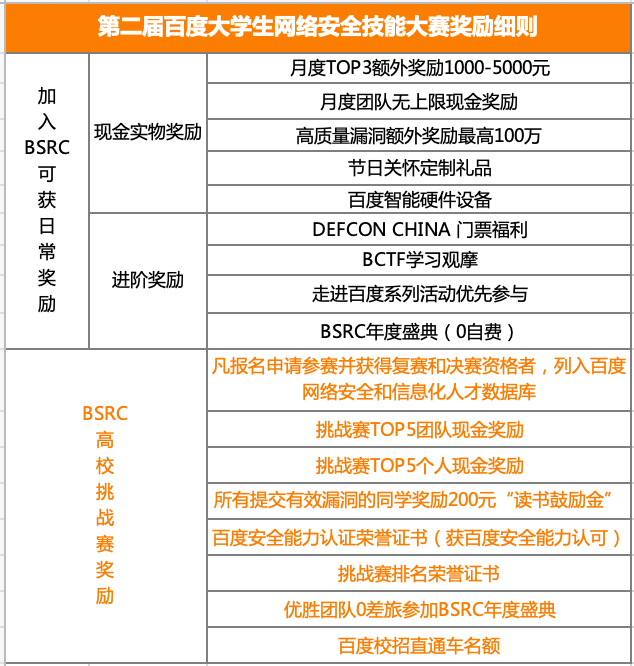 第二届百度大学生网络安全技能大赛奖励细则
加
入
BSRC
可
获
日
常
奖
励
现金实物奖励
月度TOP3额外奖励1000-5000元
月度团队无上限现金奖励
高质量漏洞额外奖励最高100万
节日关怀定制礼品
百度智能硬件设备
进阶奖励
DEFCON CHINA 门票福利
BCTF学习观摩
走进百度系列活动优先参与
BSRC年度盛典（0自费）
BSRC
高
校
挑
战
赛
奖
励
凡报名申请参赛并获得复赛和决赛资格者，列入百度
网络安全和信息化人才数据库
挑战赛TOP5团队现金奖励
挑战赛TOP5个人现金奖励
所有提交有效漏洞的同学奖励200元“读书鼓励金”
百度安全能力认证荣誉证书（获百度安全能力认可）
挑战赛排名荣誉证书
优胜团队0差旅参加BSRC年度盛典
百度校招直通车名额